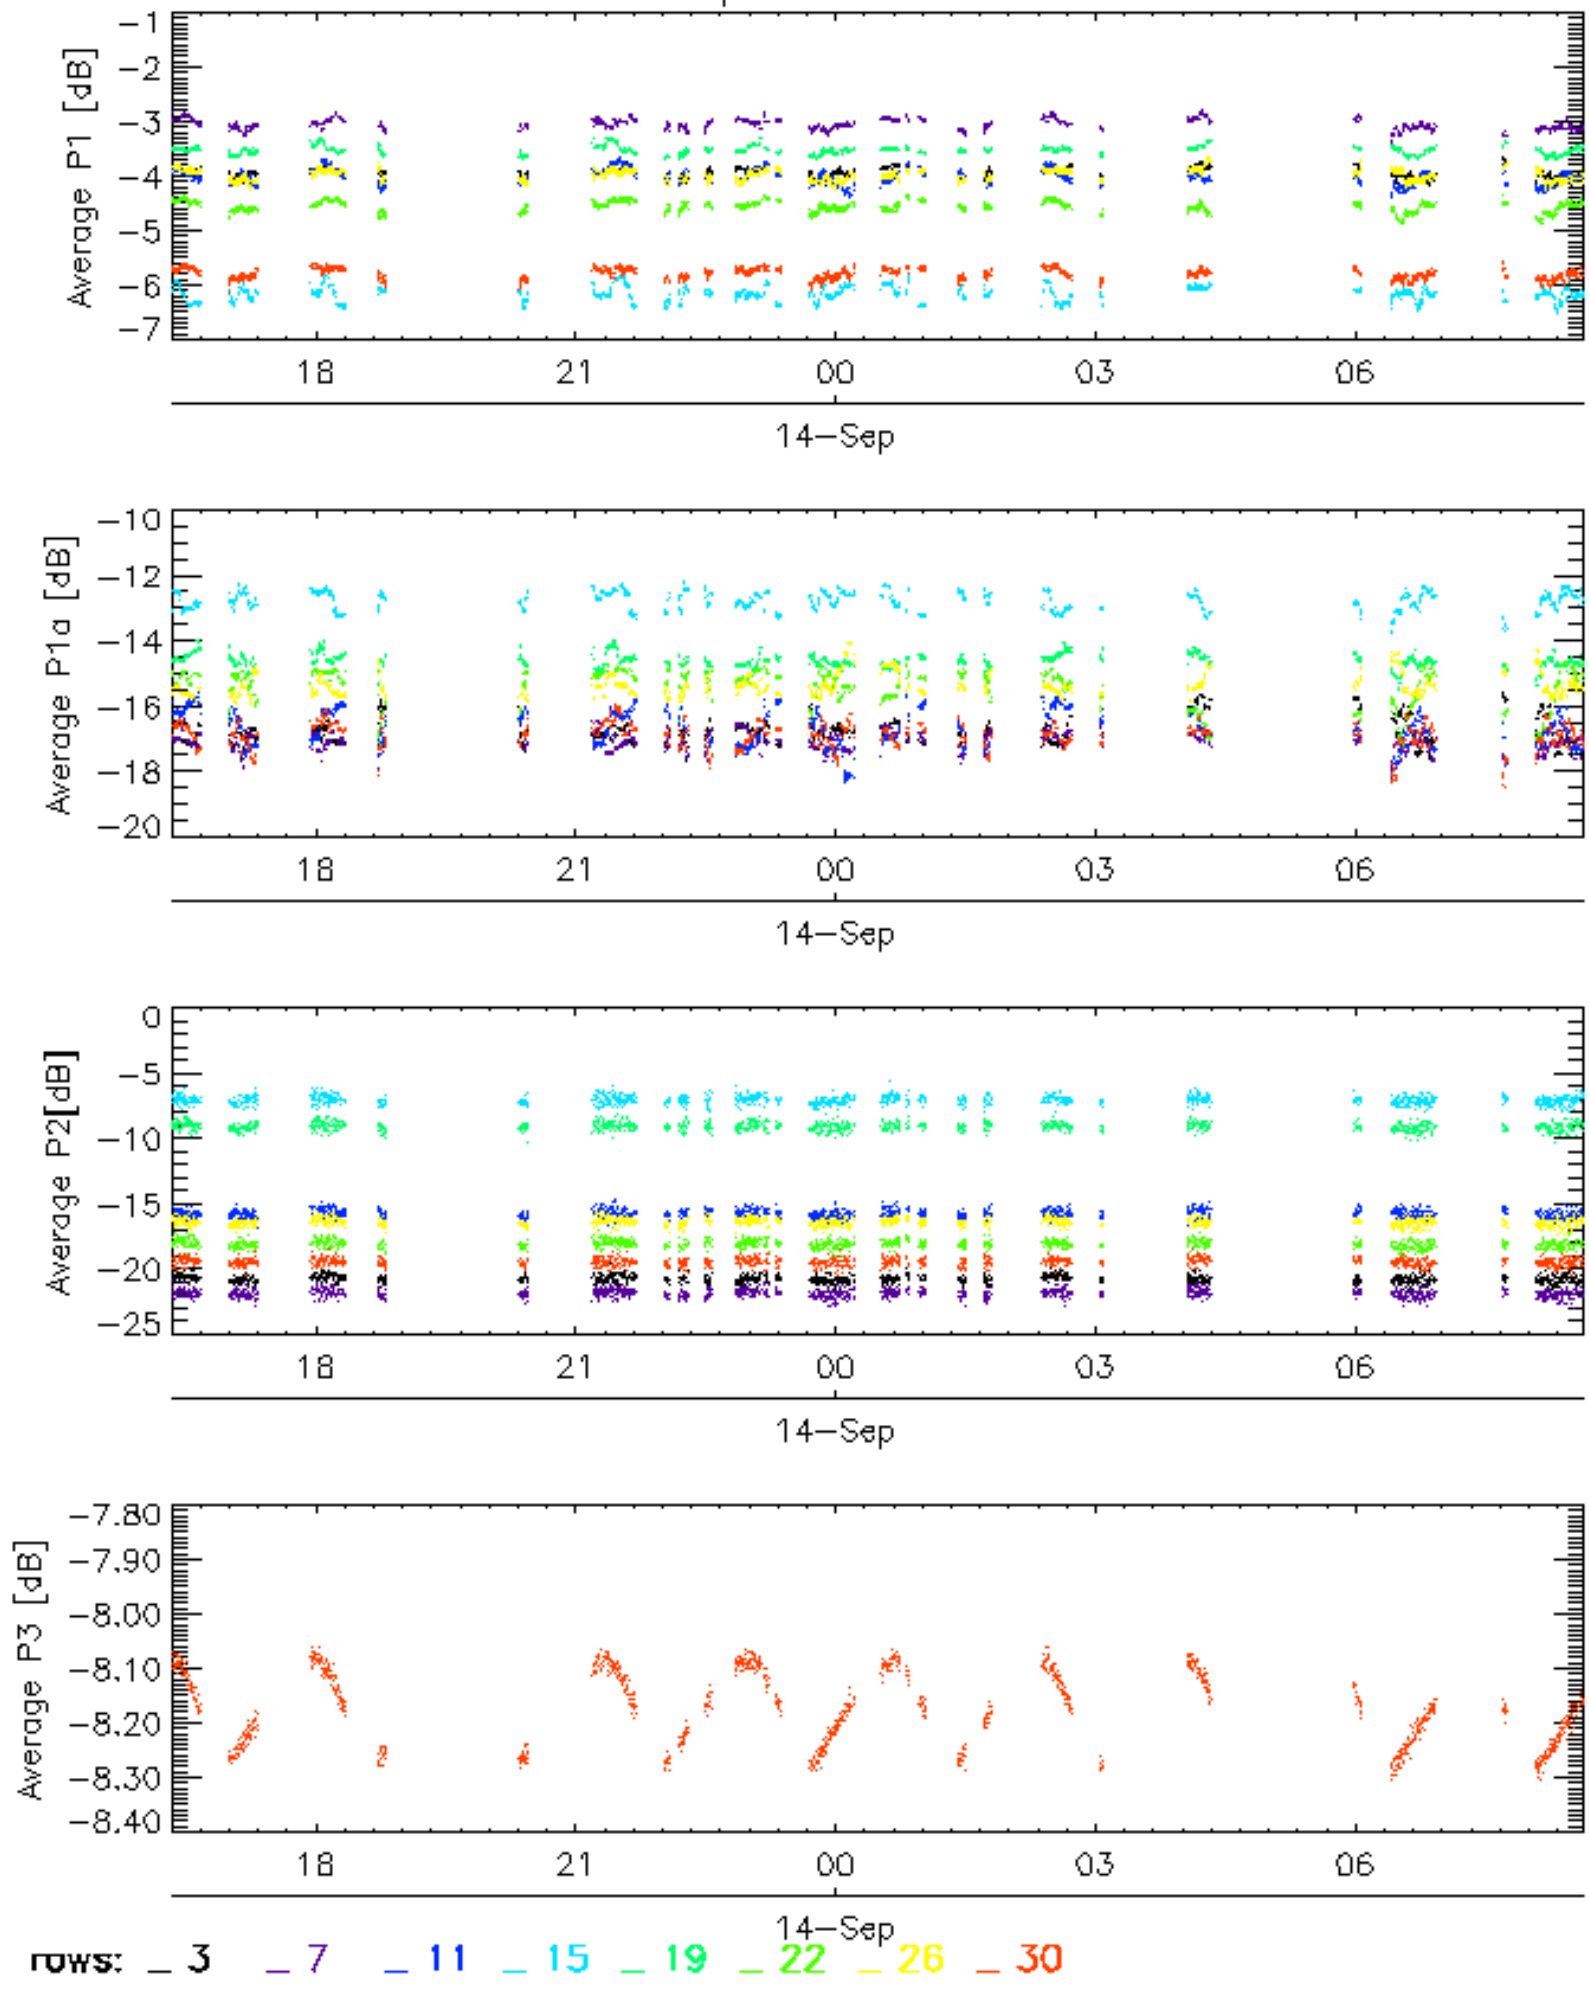 Average P1 [dB]
-1
-2
-3
-4
-5
-6
-7
18 21 00 03 06
14-Sep
Average P1a [dB]
-10
-12
-14
-16
-18
-20
18 21 00 03 06
14-Sep
Average P2[dB]
0
-5
-10
-15
-20
-25
18 21 00 03 06
14-Sep
Average P3 [dB]
-7.80
-7.90
-8.00
-8.10
-8.20
-8.30
-8.40
18 21 00 03 06
14-Sep
rows: _ 3 _ 7 _ 11 _ 15 _ 19 _ 22 _ 26 _ 30